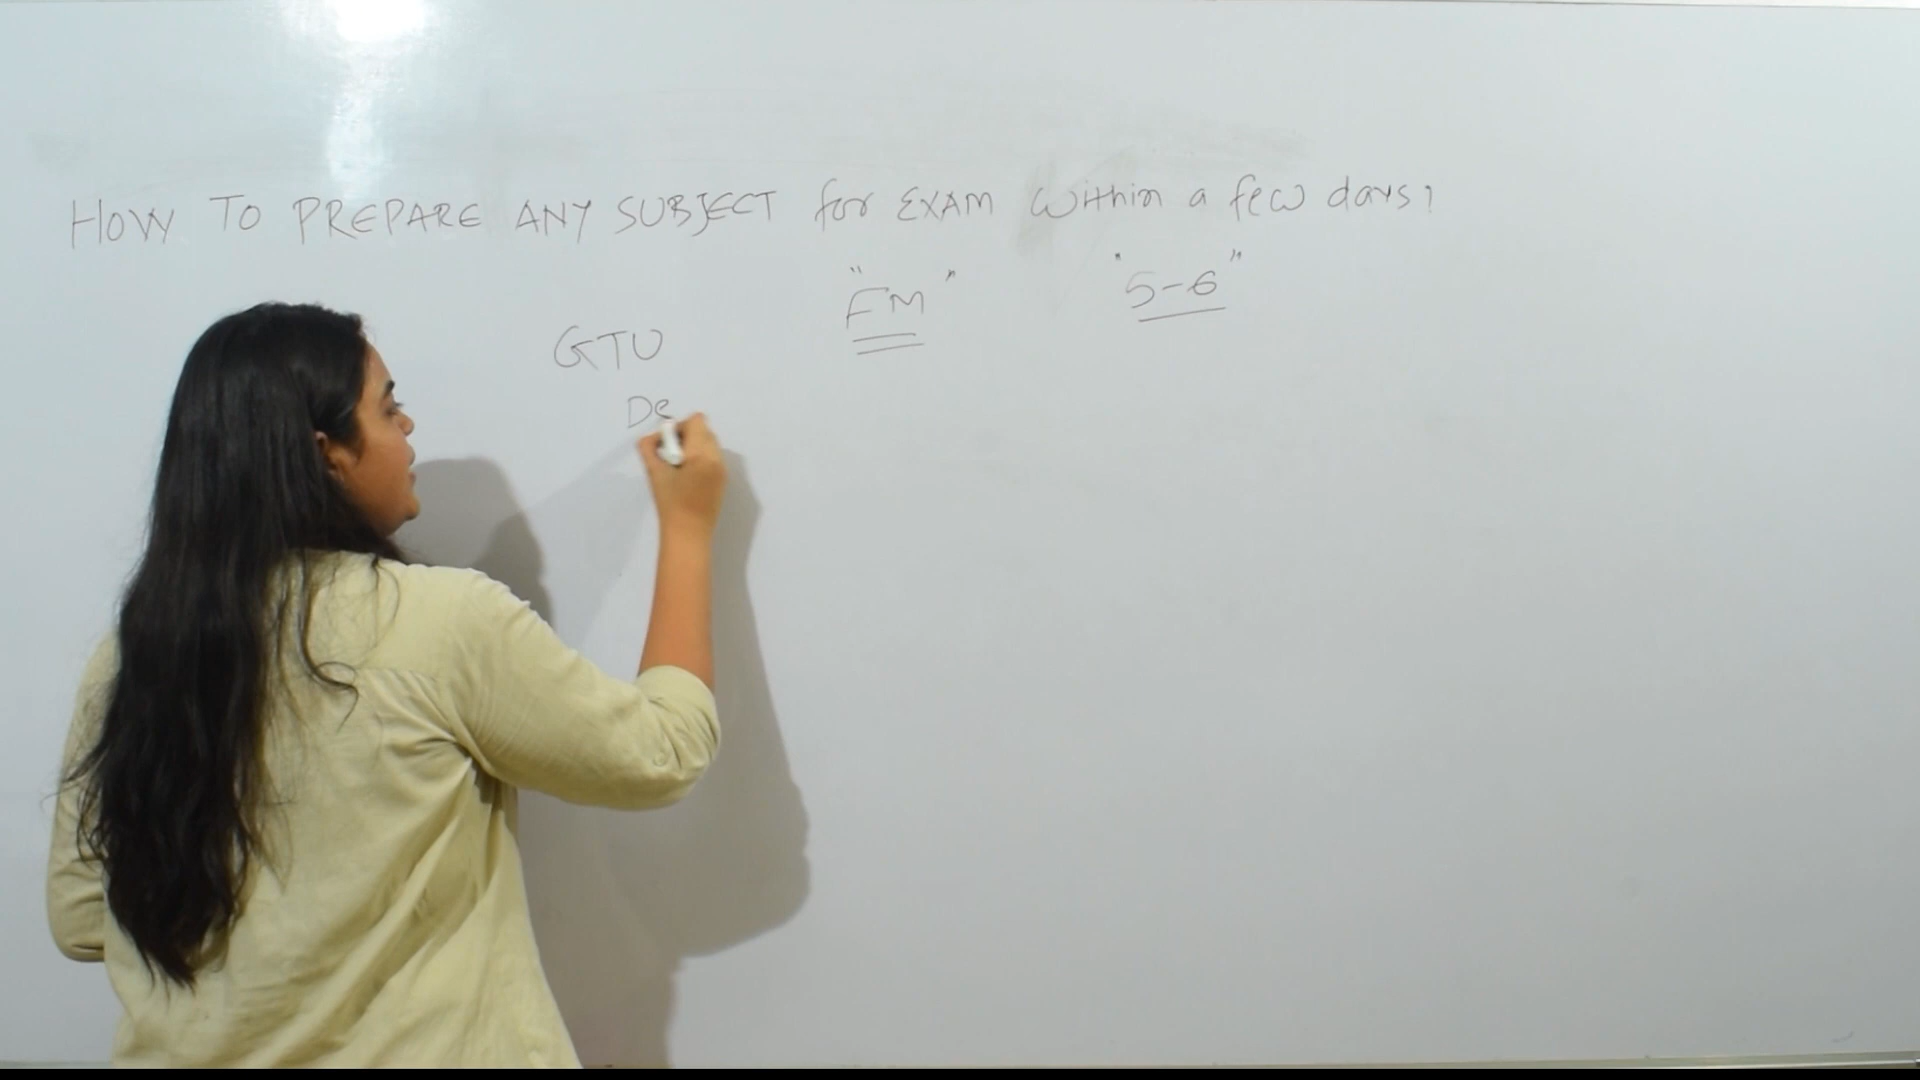 HOW TO PREPARE ANY SUBJECT for EXAM within a few days?
"FM" "5-6"
GTU
De